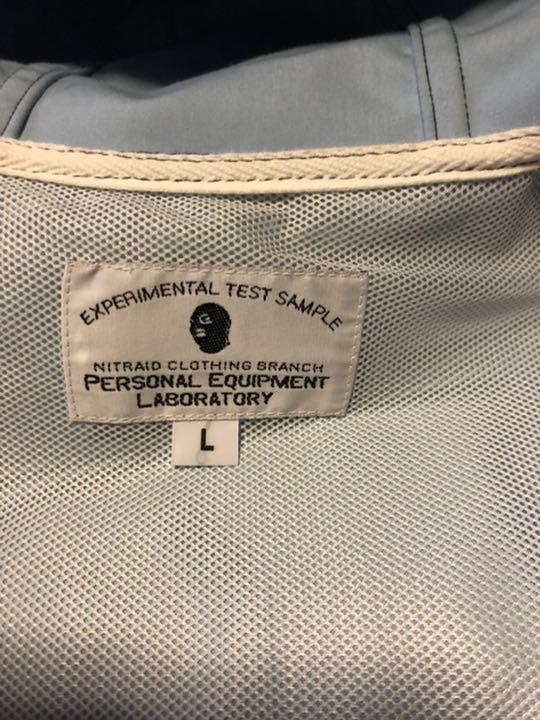 EXPERIMENTAL TEST SAMPLE
NITRAID CLOTHING BRANCH
PERSONAL EQUIPMENT
LABORATORY
L